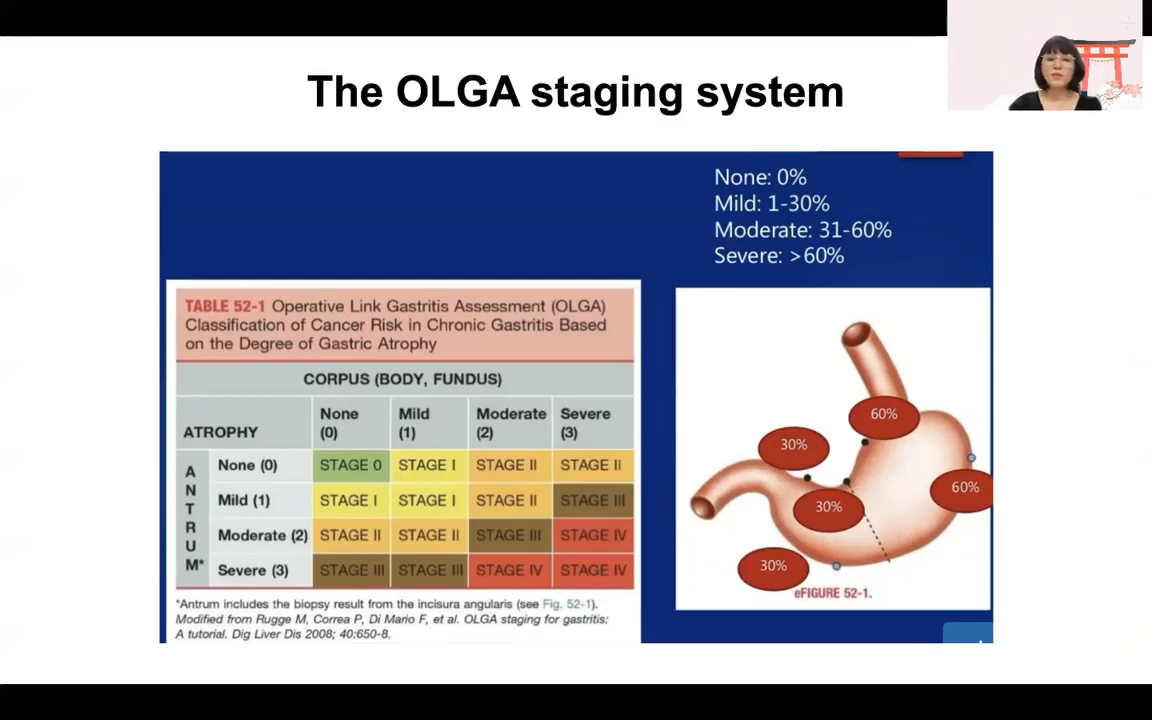 The OLGA staging system
None: 0%
Mild: 1-30%
Moderate: 31-60%
Severe: >60%
TABLE 52-1 Operative Link Gastritis Assessment (OLGA)
Classification of Cancer Risk in Chronic Gastritis Based
on the Degree of Gastric Atrophy
CORPUS (BODY, FUNDUS)
ATROPHY None (0) Mild (1) Moderate (2) Severe (3)
ANTRUM*
None (0) STAGE 0 STAGE I STAGE II STAGE II
Mild (1) STAGE I STAGE I STAGE II STAGE III
Moderate (2) STAGE II STAGE II STAGE III STAGE IV
Severe (3) STAGE III STAGE III STAGE IV STAGE IV
*Antrum includes the biopsy result from the incisura angularis (see Fig. 52-1).
Modified from Rugge M, Correa P, Di Mario F, et al. OLGA staging for gastritis:
A tutorial. Dig Liver Dis 2008; 40:650-8.
60%
30%
60%
30%
30%
eFIGURE 52-1.